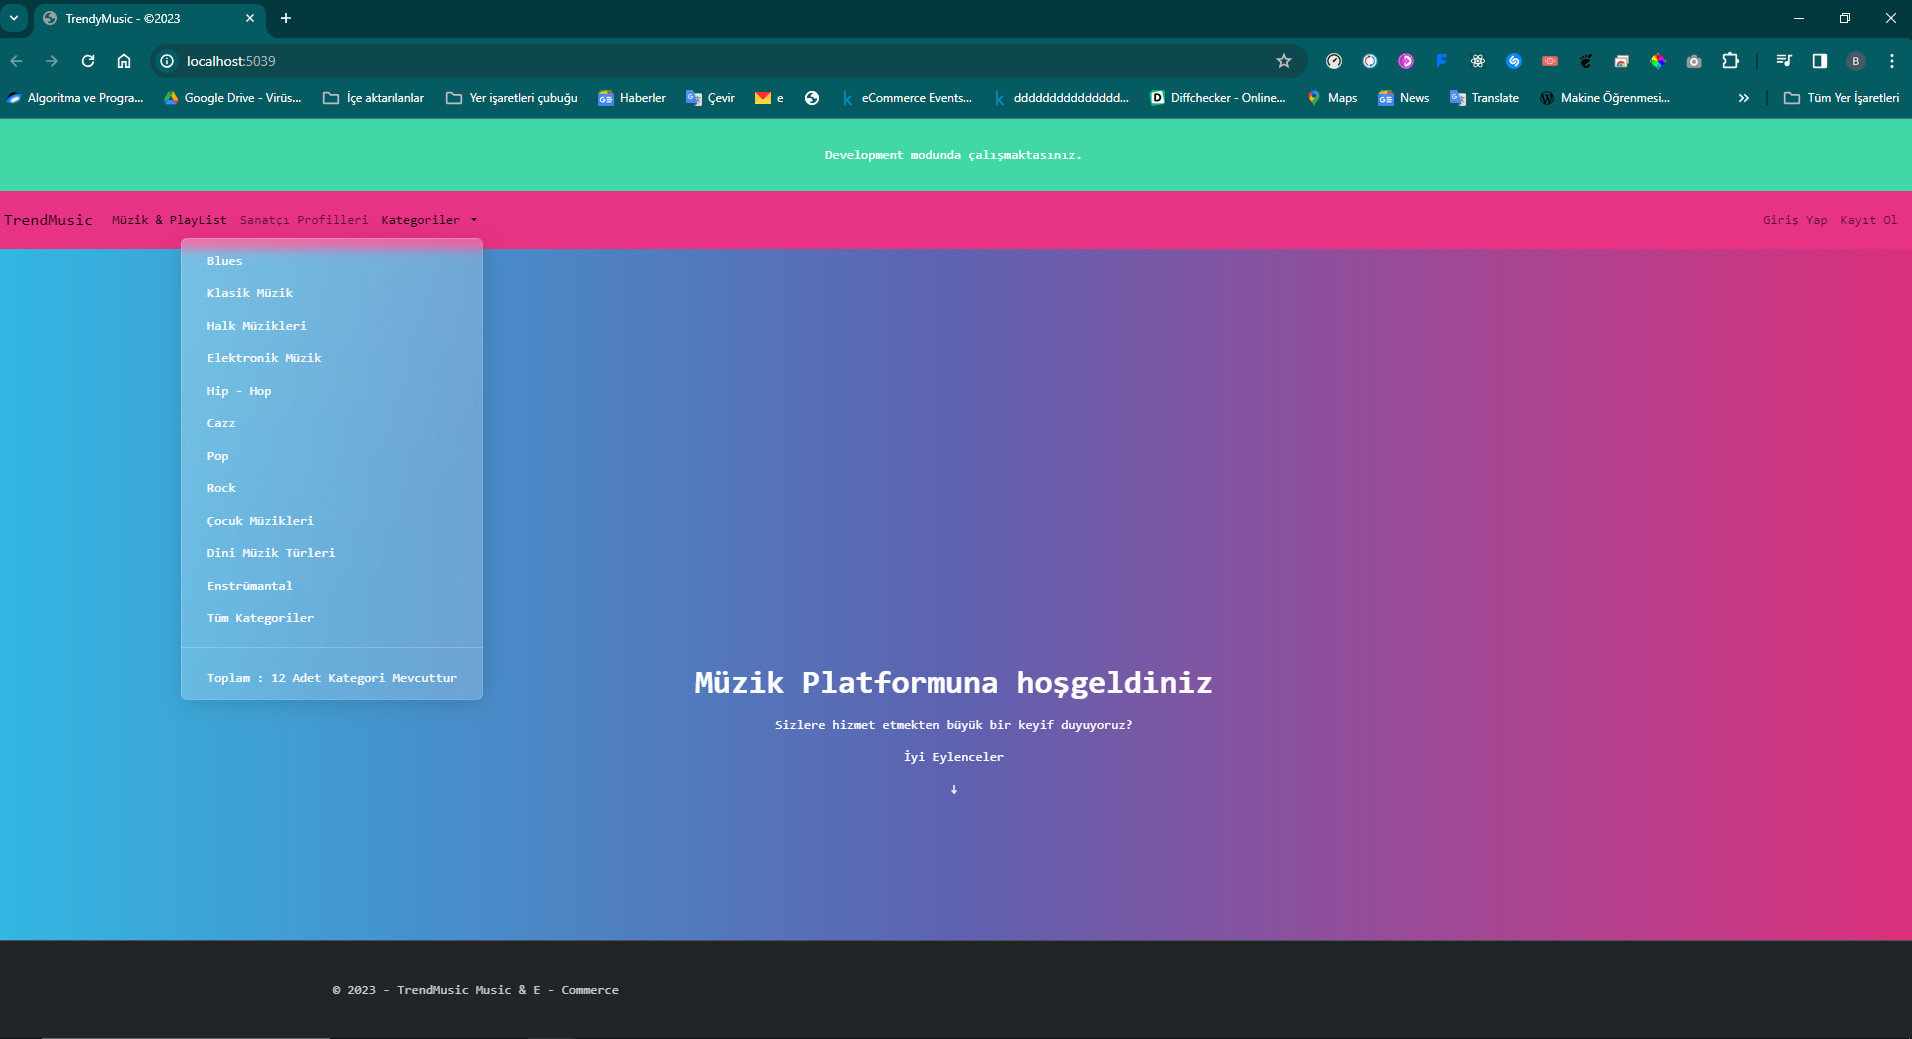 TrendyMusic - ©2023
localhost:5039
B
Algoritma ve Progra... Google Drive - Virüs... İçe aktarılanlar Yer işaretleri çubuğu Haberler Çevir e eCommerce Events... ddddddddddddddd... Diffchecker - Online... Maps News Translate Makine Öğrenmesi... Tüm Yer İşaretleri
Development modunda çalışmaktasınız.
TrendMusic Müzik & PlayList Sanatçı Profilleri Kategoriler Giriş Yap Kayıt Ol
Blues
Klasik Müzik
Halk Müzikleri
Elektronik Müzik
Hip - Hop
Cazz
Pop
Rock
Çocuk Müzikleri
Dini Müzik Türleri
Enstrümantal
Tüm Kategoriler
Toplam : 12 Adet Kategori Mevcuttur
Müzik Platformuna hoşgeldiniz
Sizlere hizmet etmekten büyük bir keyif duyuyoruz?
İyi Eylenceler
↓
© 2023 - TrendMusic Music & E - Commerce